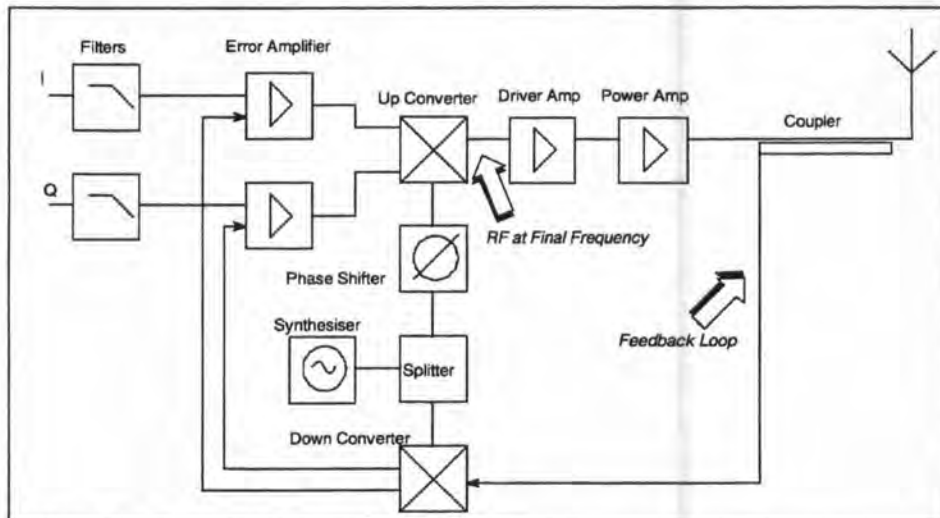 Filters
Error Amplifier
I
Up Converter
Driver Amp
Power Amp
Coupler
Q
RF at Final Frequency
Phase Shifter
Synthesiser
Splitter
Feedback Loop
Down Converter